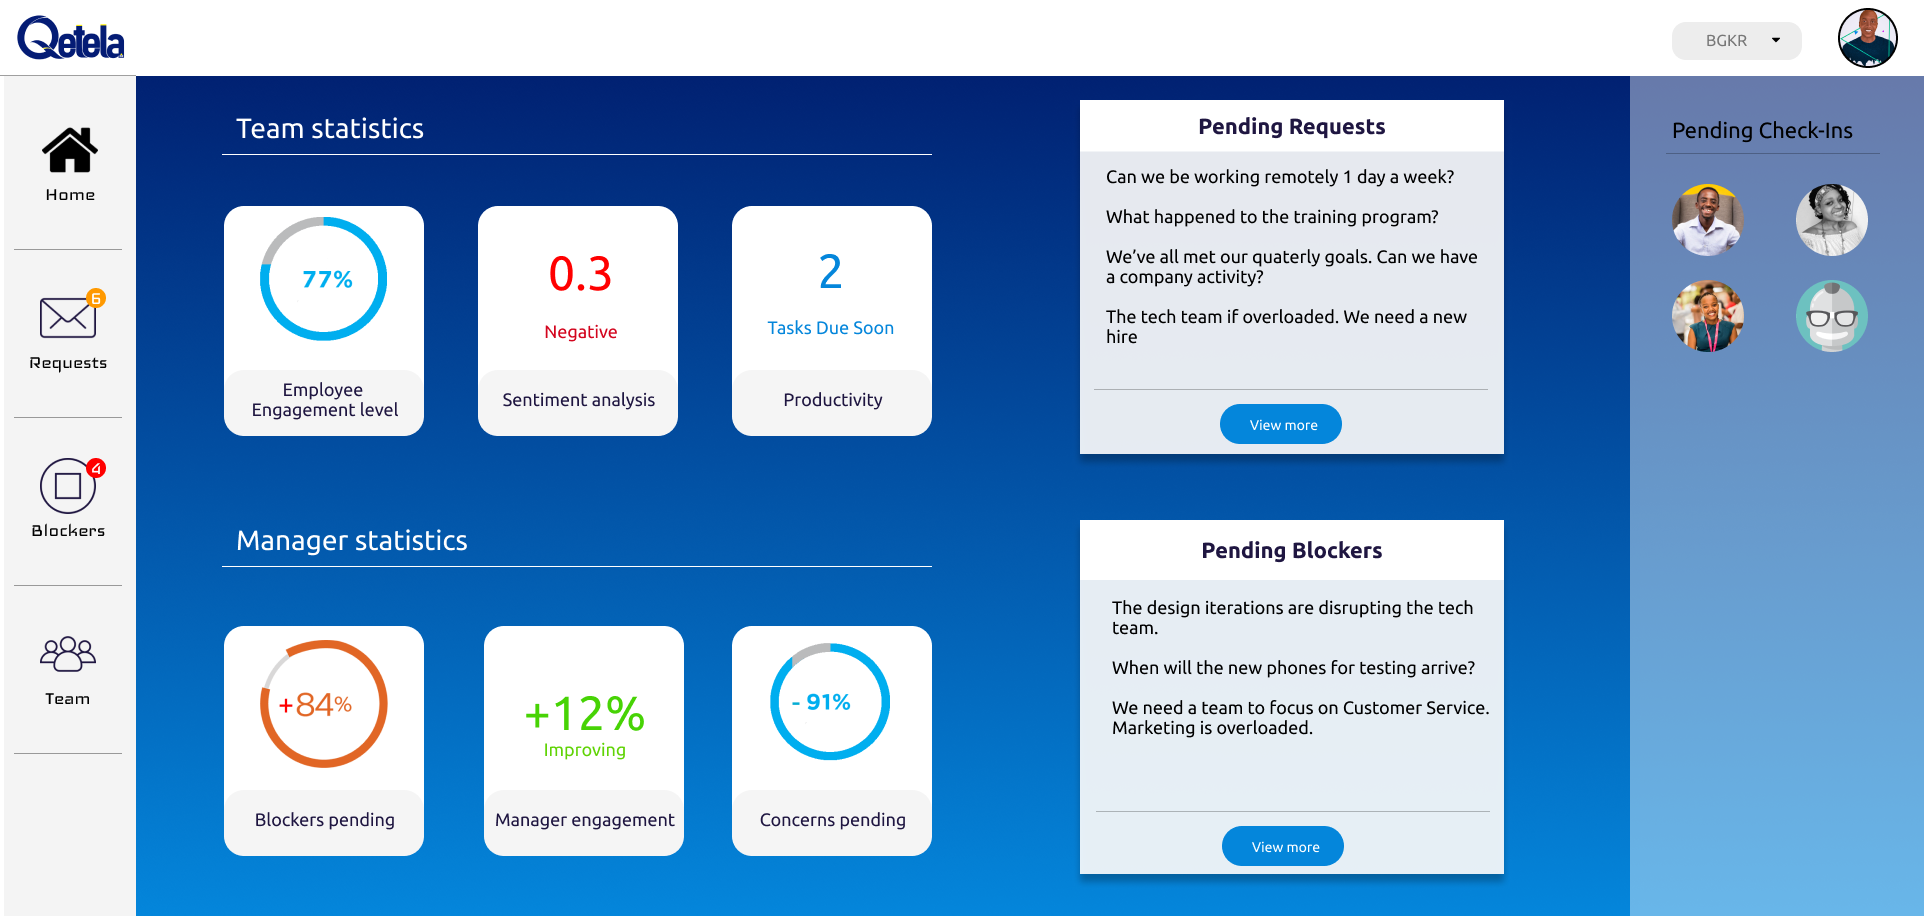 Qetela
BGKR
Home
6
Requests
4
Blockers
Team
Team statistics
77%
Employee
Engagement level
0.3
Negative
Sentiment analysis
2
Tasks Due Soon
Productivity
Manager statistics
+84%
Blockers pending
+12%
Improving
Manager engagement
- 91%
Concerns pending
Pending Requests
Can we be working remotely 1 day a week?
What happened to the training program?
We’ve all met our quaterly goals. Can we have
a company activity?
The tech team if overloaded. We need a new
hire
View more
Pending Blockers
The design iterations are disrupting the tech
team.
When will the new phones for testing arrive?
We need a team to focus on Customer Service.
Marketing is overloaded.
View more
Pending Check-Ins